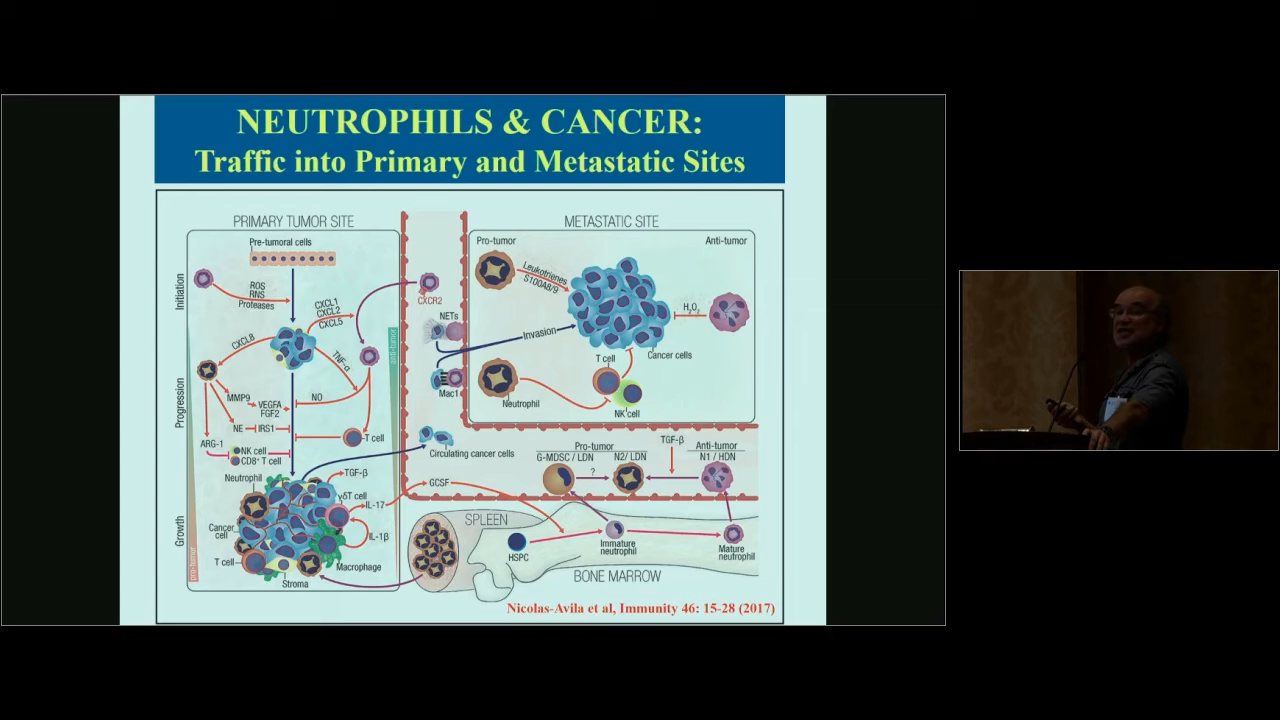 NEUTROPHILS & CANCER:
Traffic into Primary and Metastatic Sites
PRIMARY TUMOR SITE
Pre-tumoral cells
Initiation
ROS
RNS
Proteases
CXCL1
CXCL2
CXCL5
CXCL8
TNF-α
anti-tumor
Progression
MMP9
VEGFA
FGF2
NO
NE
IRS1
ARG-1
NK cell
CD8+ T cell
T cell
Neutrophil
TGF-β
γδT cell
IL-17
Growth
Cancer
cell
IL-1β
T cell
Macrophage
Stroma
pro-tumor
CXCR2
NETs
Mac1
Invasion
Circulating cancer cells
GCSF
METASTATIC SITE
Pro-tumor
Anti-tumor
Leukotrienes
S100A8/9
H2O2
T cell
Cancer cells
Neutrophil
NK cell
Pro-tumor
G-MDSC / LDN
N2/ LDN
TGF-β
Anti-tumor
N1 / HDN
?
SPLEEN
HSPC
Immature
neutrophil
Mature
neutrophil
BONE MARROW
Nicolas-Avila et al, Immunity 46: 15-28 (2017)